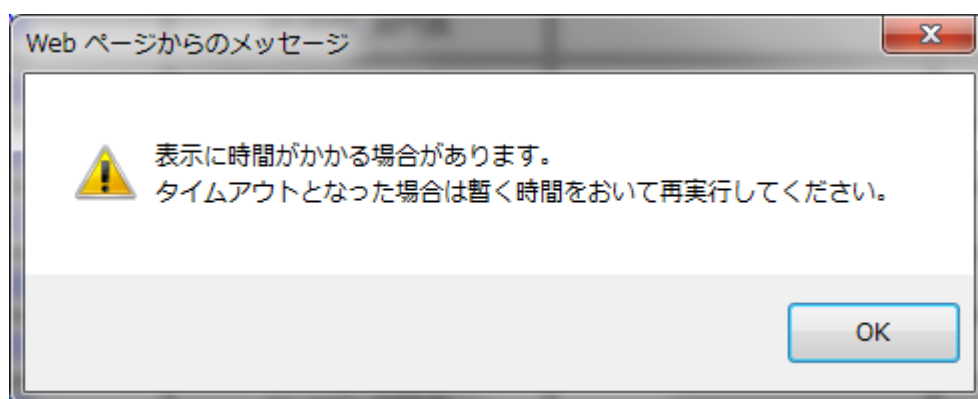 Web ページからのメッセージ
表示に時間がかかる場合があります。
タイムアウトとなった場合は暫く時間をおいて再実行してください。
OK